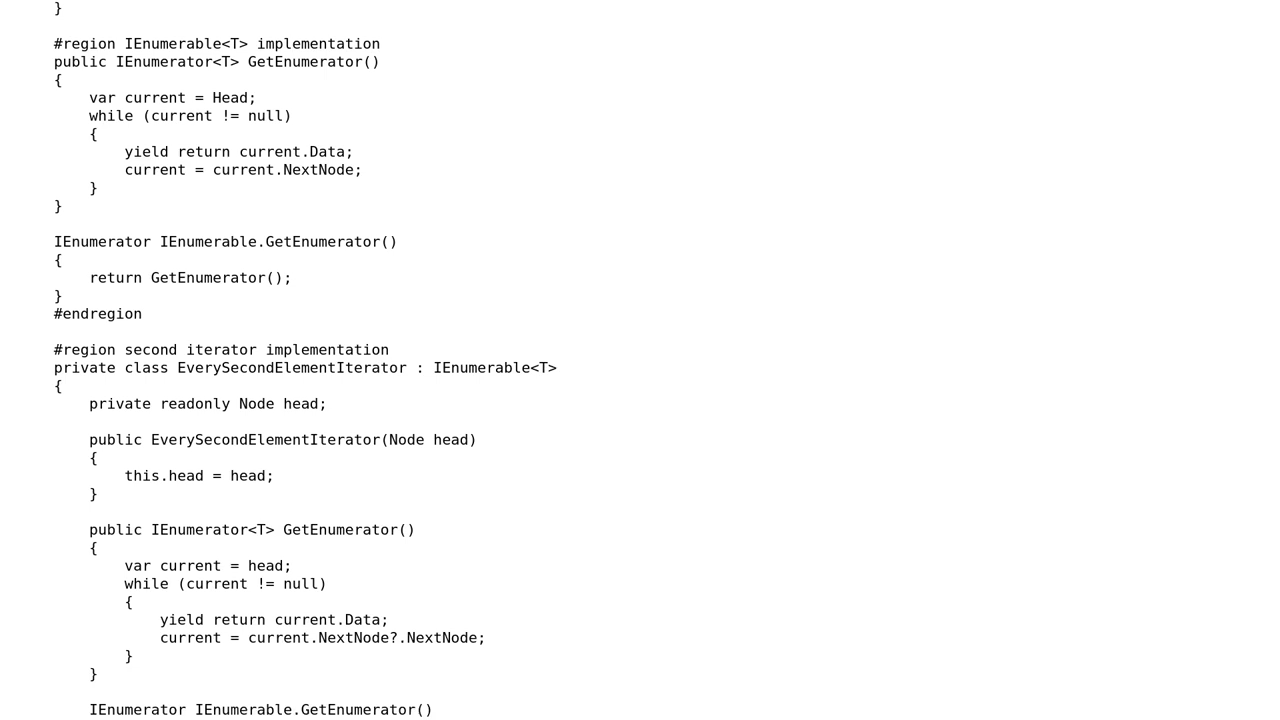 }

#region IEnumerable<T> implementation
public IEnumerator<T> GetEnumerator()
{
    var current = Head;
    while (current != null)
    {
        yield return current.Data;
        current = current.NextNode;
    }
}

IEnumerator IEnumerable.GetEnumerator()
{
    return GetEnumerator();
}
#endregion

#region second iterator implementation
private class EverySecondElementIterator : IEnumerable<T>
{
    private readonly Node head;

    public EverySecondElementIterator(Node head)
    {
        this.head = head;
    }

    public IEnumerator<T> GetEnumerator()
    {
        var current = head;
        while (current != null)
        {
            yield return current.Data;
            current = current.NextNode?.NextNode;
        }
    }

    IEnumerator IEnumerable.GetEnumerator()